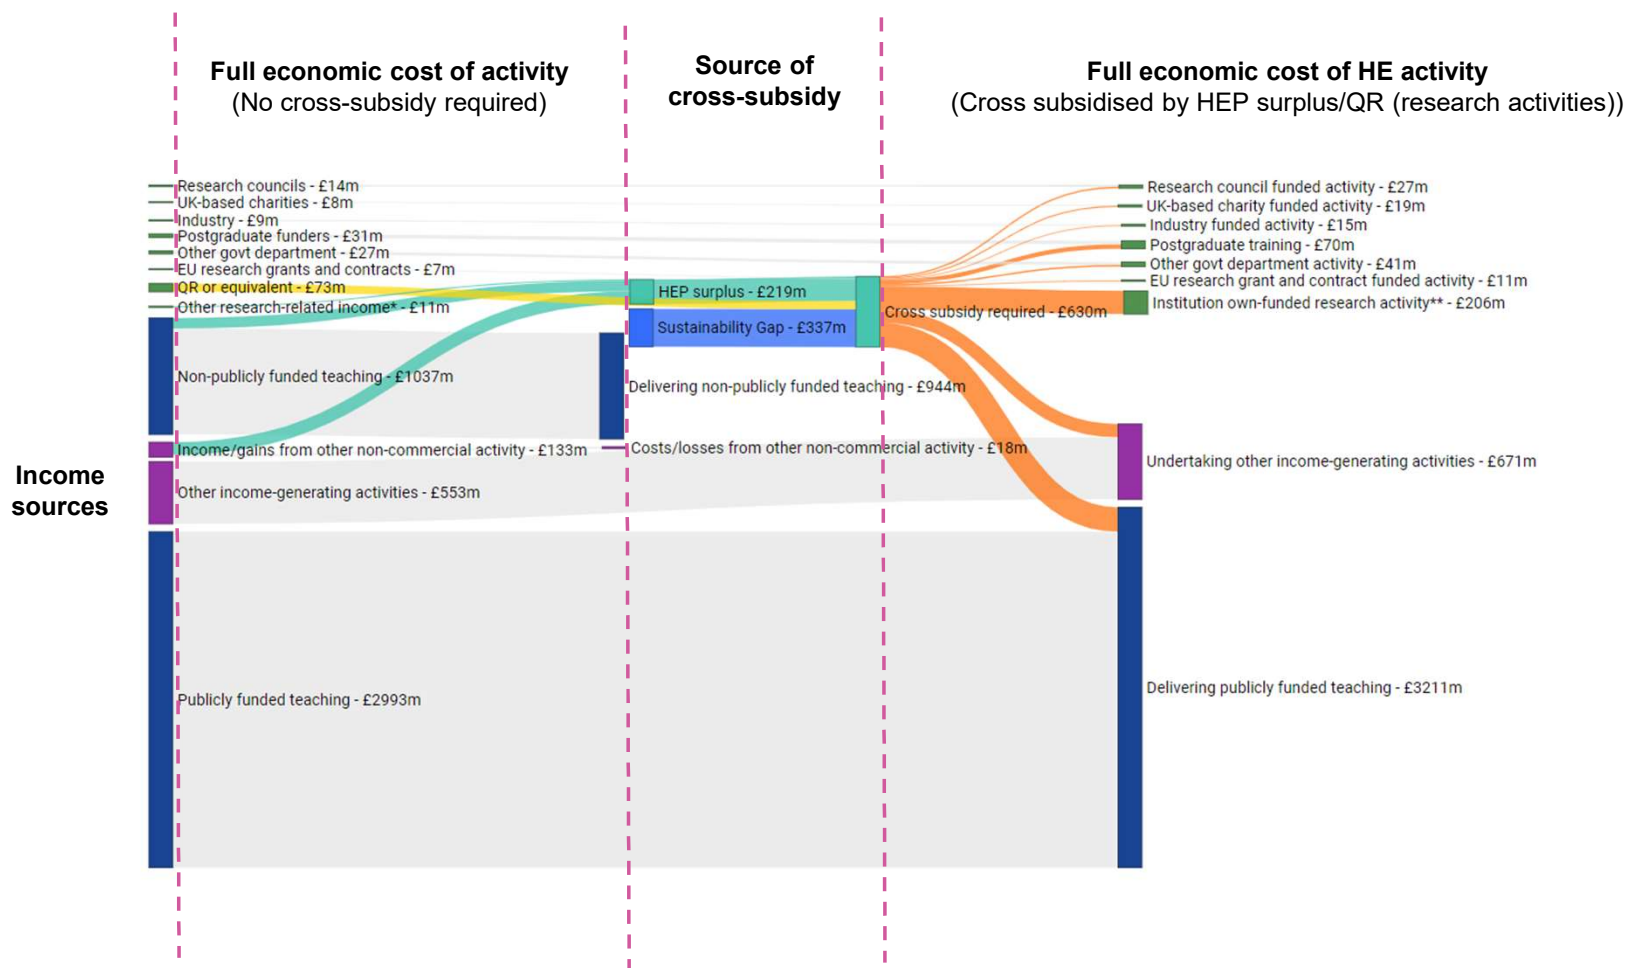 Full economic cost of activity
(No cross-subsidy required)
Source of
cross-subsidy
Full economic cost of HE activity
(Cross subsidised by HEP surplus/QR (research activities))
Income
sources
Research councils - £14m
UK-based charities - £8m
Industry - £9m
Postgraduate funders - £31m
Other govt department - £27m
EU research grants and contracts - £7m
QR or equivalent - £73m
Other research-related income* - £11m
Non-publicly funded teaching - £1037m
Income/gains from other non-commercial activity - £133m
Other income-generating activities - £553m
Publicly funded teaching - £2993m
HEP surplus - £219m
Sustainability Gap - £337m
Delivering non-publicly funded teaching - £944m
Costs/losses from other non-commercial activity - £18m
Cross subsidy required - £630m
Research council funded activity - £27m
UK-based charity funded activity - £19m
Industry funded activity - £15m
Postgraduate training - £70m
Other govt department activity - £41m
EU research grant and contract funded activity - £11m
Institution own-funded research activity** - £206m
Undertaking other income-generating activities - £671m
Delivering publicly funded teaching - £3211m